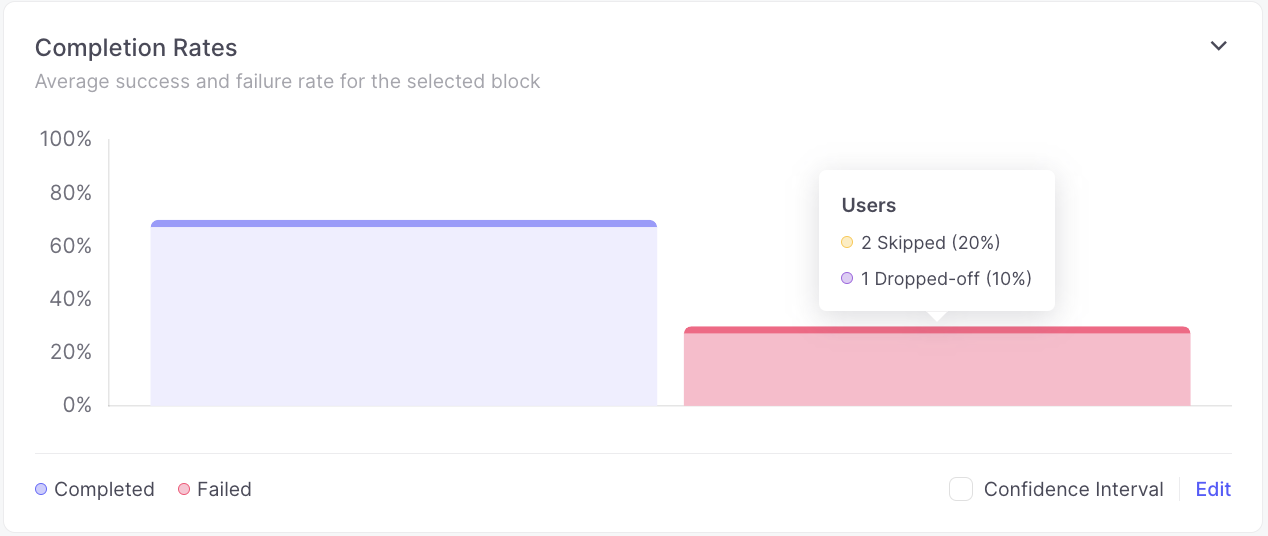 Completion Rates
Average success and failure rate for the selected block
100%
80%
60%
40%
20%
0%
Users
2 Skipped (20%)
1 Dropped-off (10%)
Completed
Failed
Confidence Interval
Edit